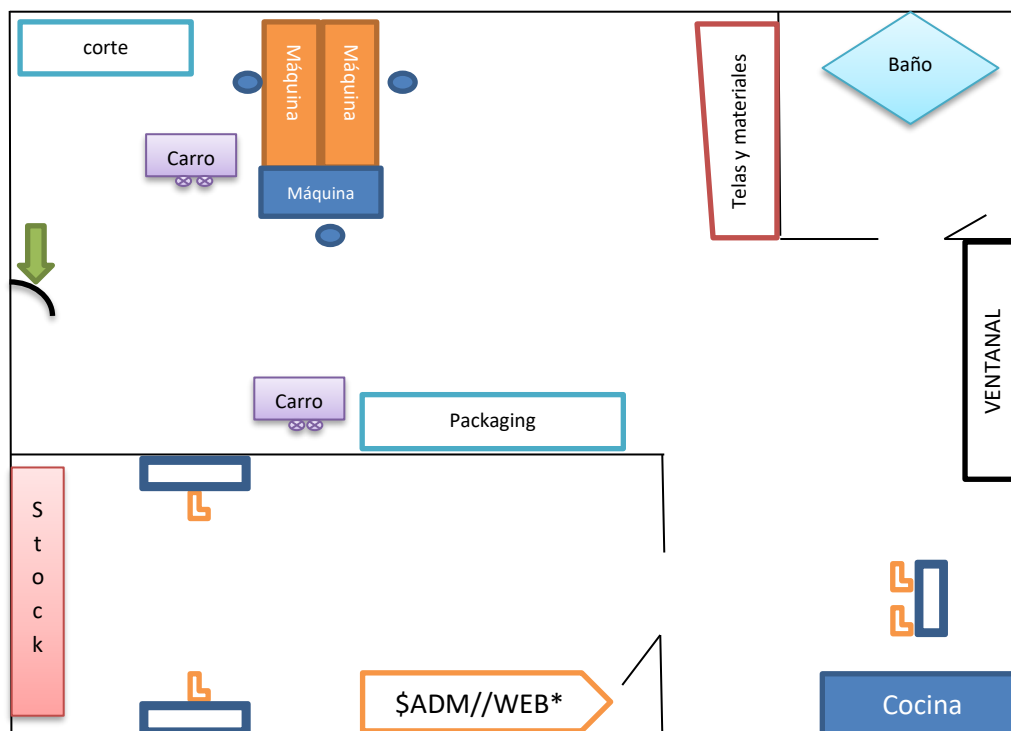 corte
Máquina
Máquina
Máquina
Carro
Telas y materiales
Baño
VENTANAL
Carro
Packaging
Stock
$ADM//WEB*
Cocina